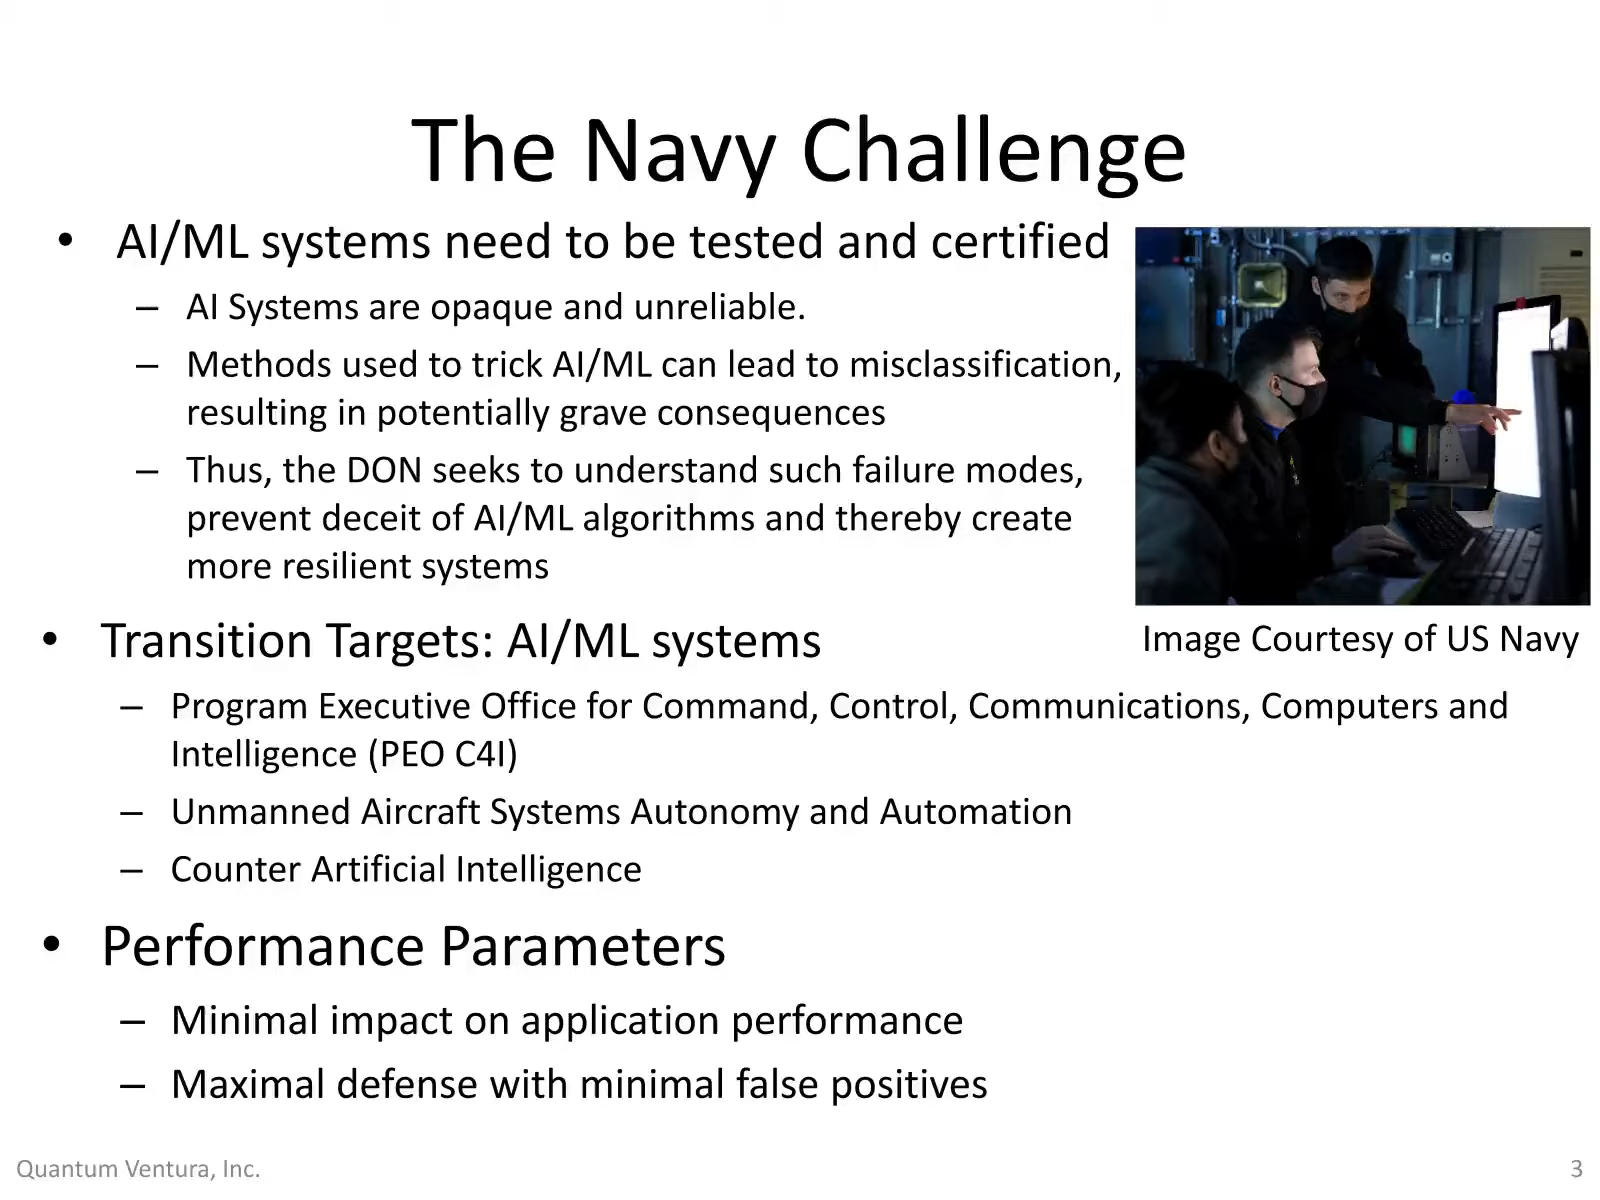 The Navy Challenge
• AI/ML systems need to be tested and certified
– AI Systems are opaque and unreliable.
– Methods used to trick AI/ML can lead to misclassification,
resulting in potentially grave consequences
– Thus, the DON seeks to understand such failure modes,
prevent deceit of AI/ML algorithms and thereby create
more resilient systems
Image Courtesy of US Navy
• Transition Targets: AI/ML systems
– Program Executive Office for Command, Control, Communications, Computers and
Intelligence (PEO C4I)
– Unmanned Aircraft Systems Autonomy and Automation
– Counter Artificial Intelligence
• Performance Parameters
– Minimal impact on application performance
– Maximal defense with minimal false positives
Quantum Ventura, Inc.
3